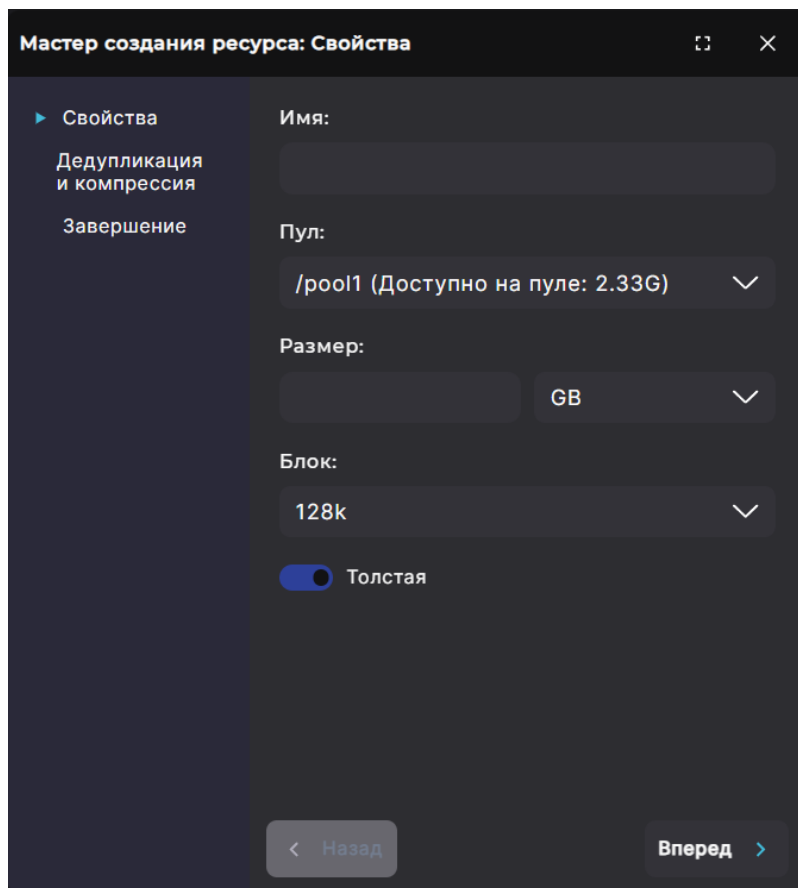 Мастер создания ресурса: Свойства
Свойства
Дедупликация
и компрессия
Завершение
Имя:
Пул:
/pool1 (Доступно на пуле: 2.33G)
Размер:
GB
Блок:
128k
Толстая
Назад
Вперед